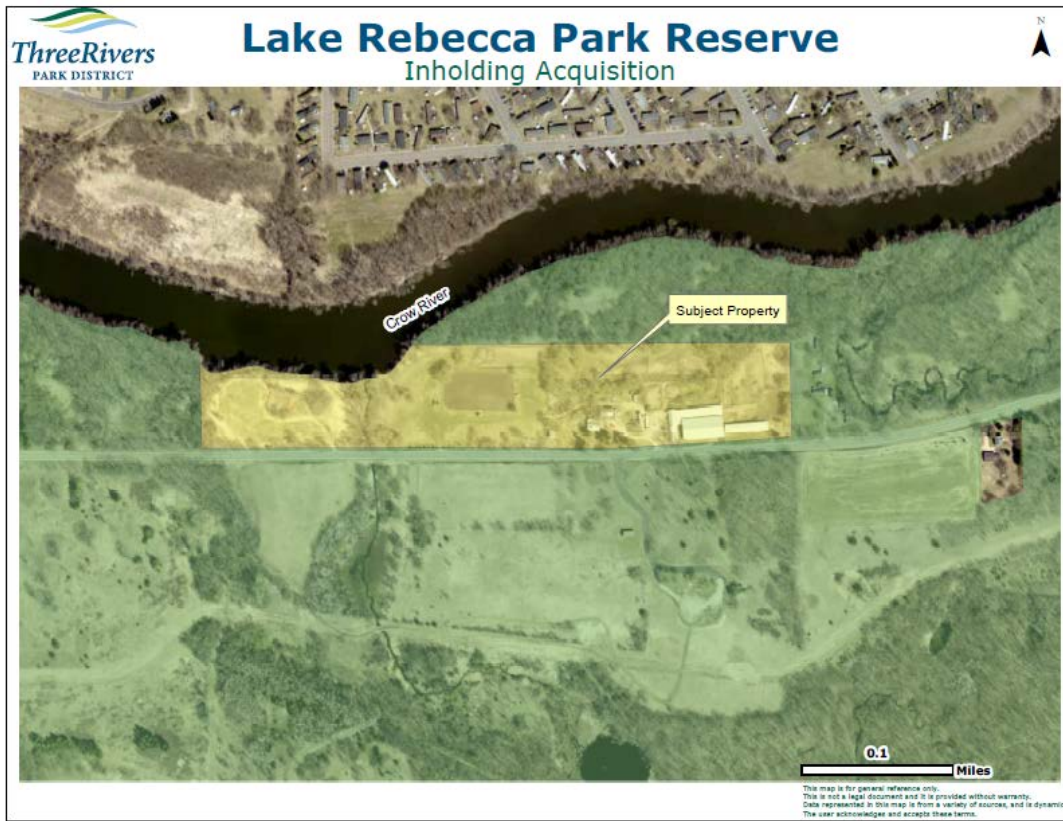 ThreeRivers
PARK DISTRICT
Lake Rebecca Park Reserve
Inholding Acquisition
N
Crow River
Subject Property
0.1
Miles
This map is for general reference only.
This is not a legal document and it is provided without warranty.
Data represented in this map is from a variety of sources, and is dynamic
The user acknowledges and accepts these terms.